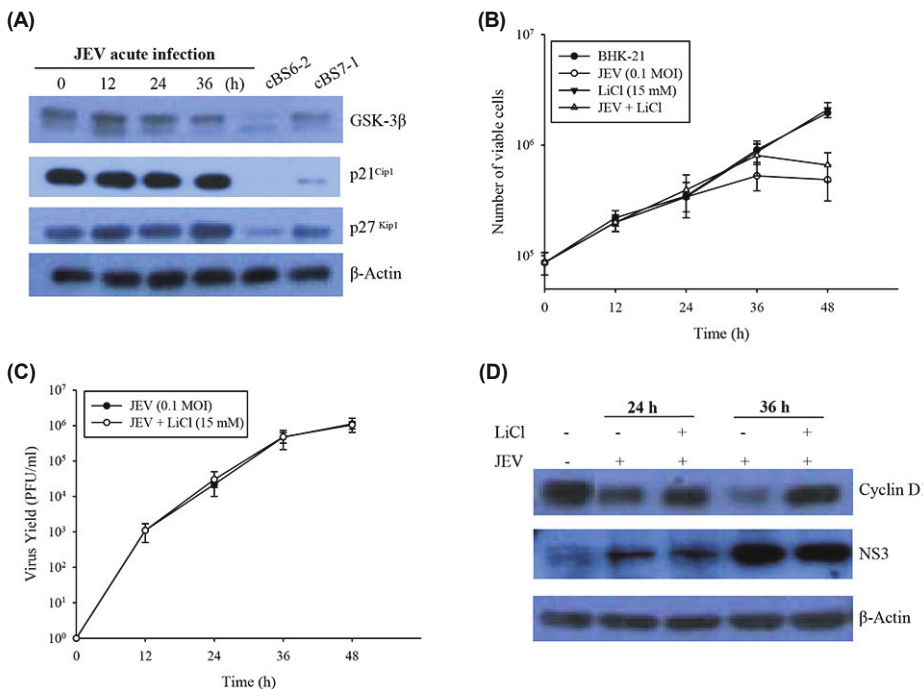 (A)
JEV acute infection
0 12 24 36 (h) cBS6-2 cBS7-1
GSK-3β
p21Cip1
p27 Kip1
β-Actin
(B)
BHK-21
JEV (0.1 MOI)
LiCl (15 mM)
JEV + LiCl
Number of viable cells
10⁷
10⁶
10⁵
0 12 24 36 48
Time (h)
(C)
JEV (0.1 MOI)
JEV + LiCl (15 mM)
Virus Yield (PFU/ml)
10⁷
10⁶
10⁵
10⁴
10³
10²
10¹
10⁰
0 12 24 36 48
Time (h)
(D)
24 h 36 h
LiCl - - + - +
JEV - + + + +
Cyclin D1
NS3
β-Actin